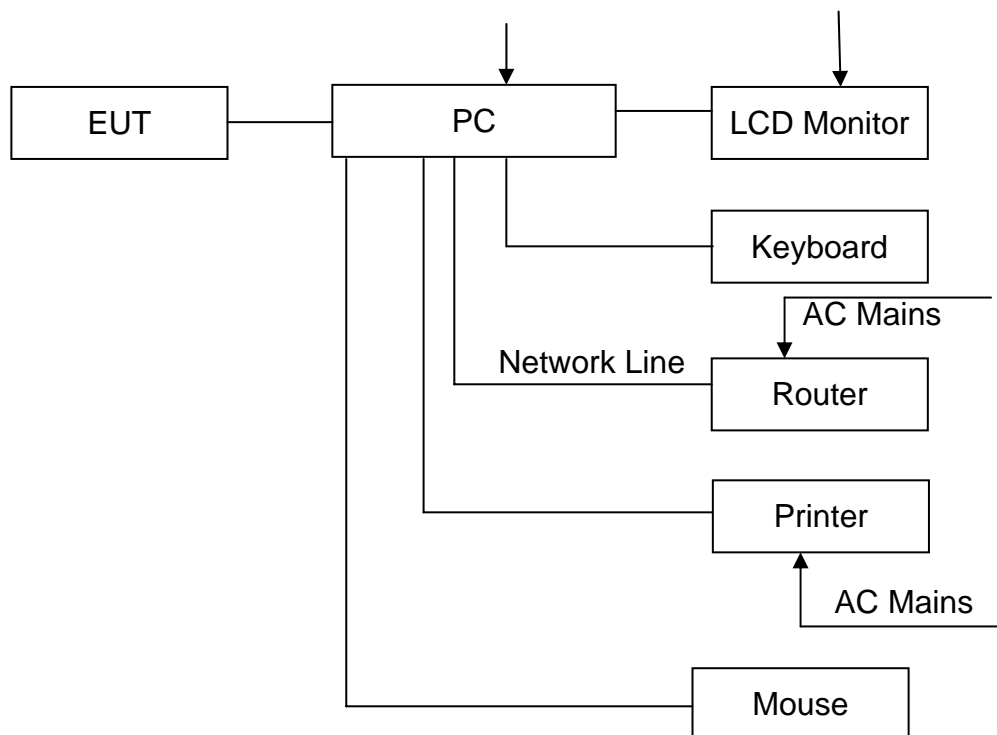 EUT
PC
LCD Monitor
Keyboard
AC Mains
Network Line
Router
Printer
AC Mains
Mouse